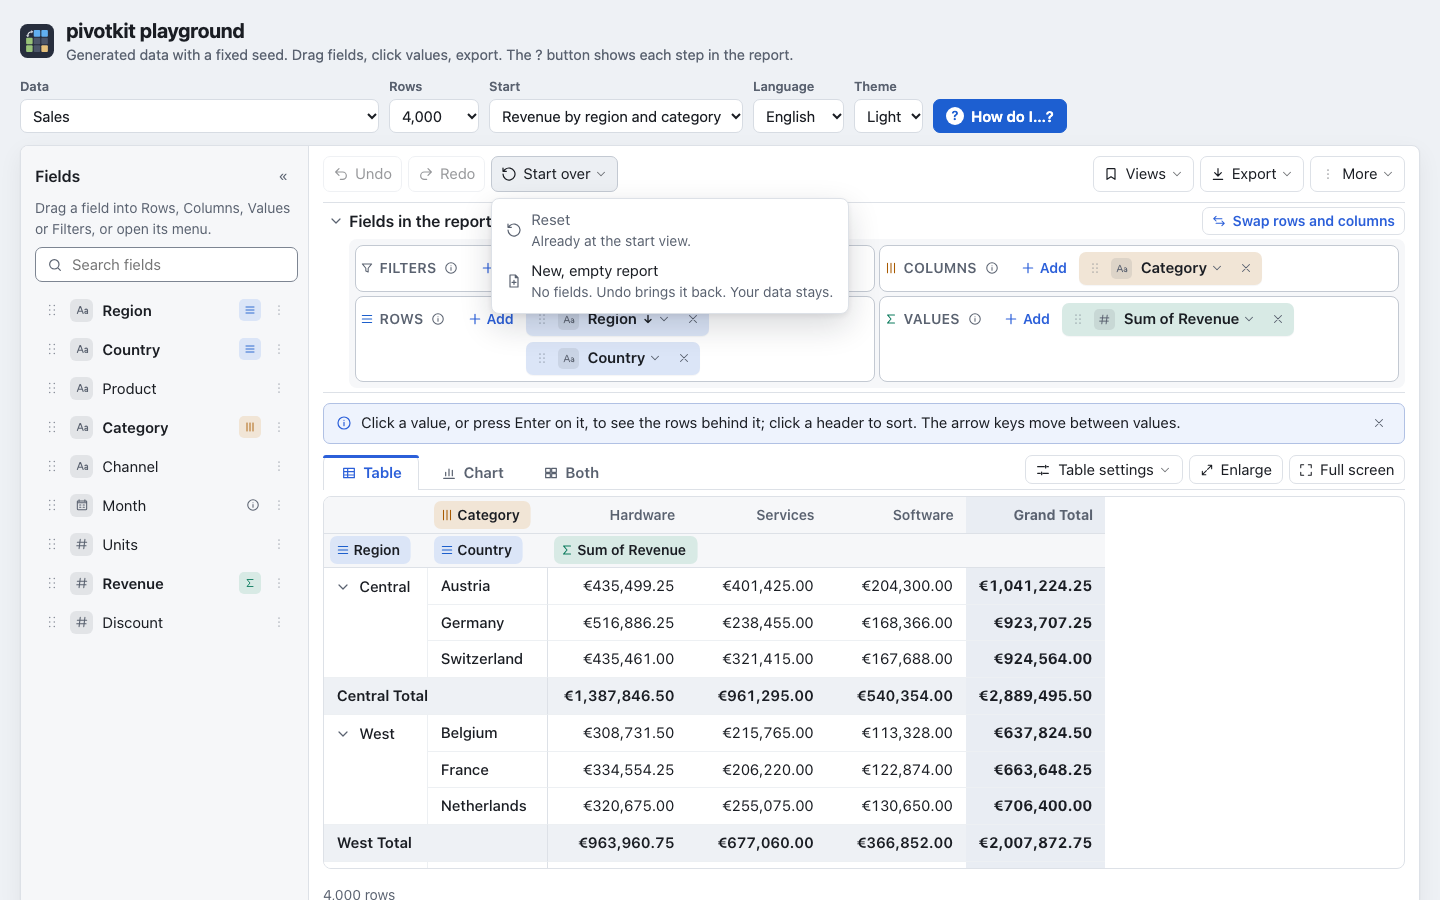 pivotkit playground
Generated data with a fixed seed. Drag fields, click values, export. The ? button shows each step in the report.
Data
Rows
Start
Language
Theme
Sales
4,000
Revenue by region and category
English
Light
? How do I...?
Fields
«
Drag a field into Rows, Columns, Values
or Filters, or open its menu.
Search fields
Aa Region
Aa Country
Aa Product
Aa Category
Aa Channel
Month
# Units
# Revenue Σ
# Discount
Undo
Redo
Start over
Views
Export
More
Reset
Already at the start view.
New, empty report
No fields. Undo brings it back. Your data stays.
Fields in the report
Swap rows and columns
FILTERS
COLUMNS
+ Add
Aa Category
ROWS
+ Add
Aa Region
Aa Country
Σ VALUES
+ Add
# Sum of Revenue
Click a value, or press Enter on it, to see the rows behind it; click a header to sort. The arrow keys move between values.
Table
Chart
Both
Table settings
Enlarge
Full screen
Category Hardware Services Software Grand Total
Region Country Σ Sum of Revenue
Central Austria €435,499.25 €401,425.00 €204,300.00 €1,041,224.25
Germany €516,886.25 €238,455.00 €168,366.00 €923,707.25
Switzerland €435,461.00 €321,415.00 €167,688.00 €924,564.00
Central Total €1,387,846.50 €961,295.00 €540,354.00 €2,889,495.50
West Belgium €308,731.50 €215,765.00 €113,328.00 €637,824.50
France €334,554.25 €206,220.00 €122,874.00 €663,648.25
Netherlands €320,675.00 €255,075.00 €130,650.00 €706,400.00
West Total €963,960.75 €677,060.00 €366,852.00 €2,007,872.75
4,000 rows